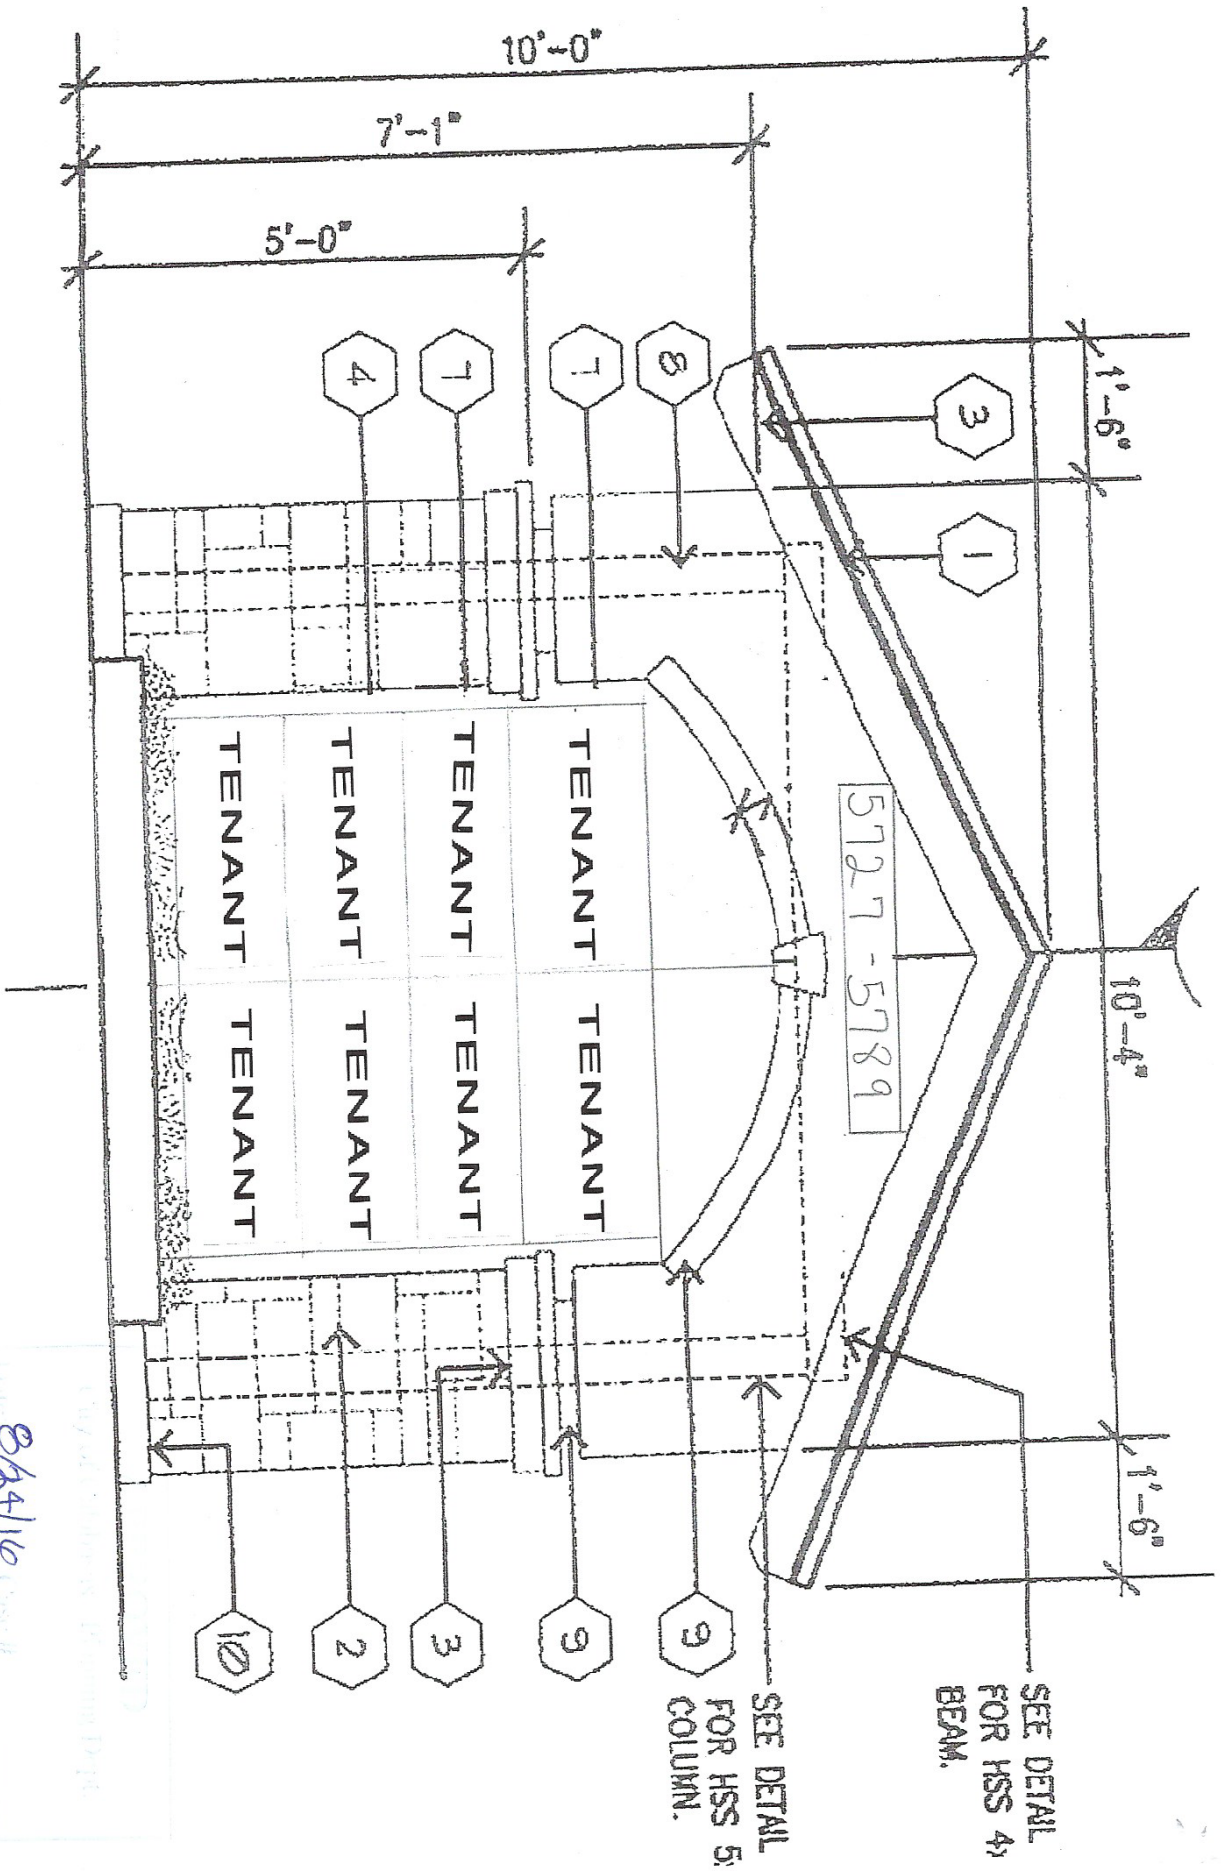 1'-6"
10'-4"
1'-6"
10'-0"
7'-1"
5'-0"
3
1
8
7
7
4
5727-5789
TENANT TENANT
TENANT TENANT
TENANT TENANT
TENANT TENANT
SEE DETAIL
FOR HSS 4x
BEAM.
SEE DETAIL
FOR HSS 5x
COLUMN.
9
9
3
2
10
8/24/16